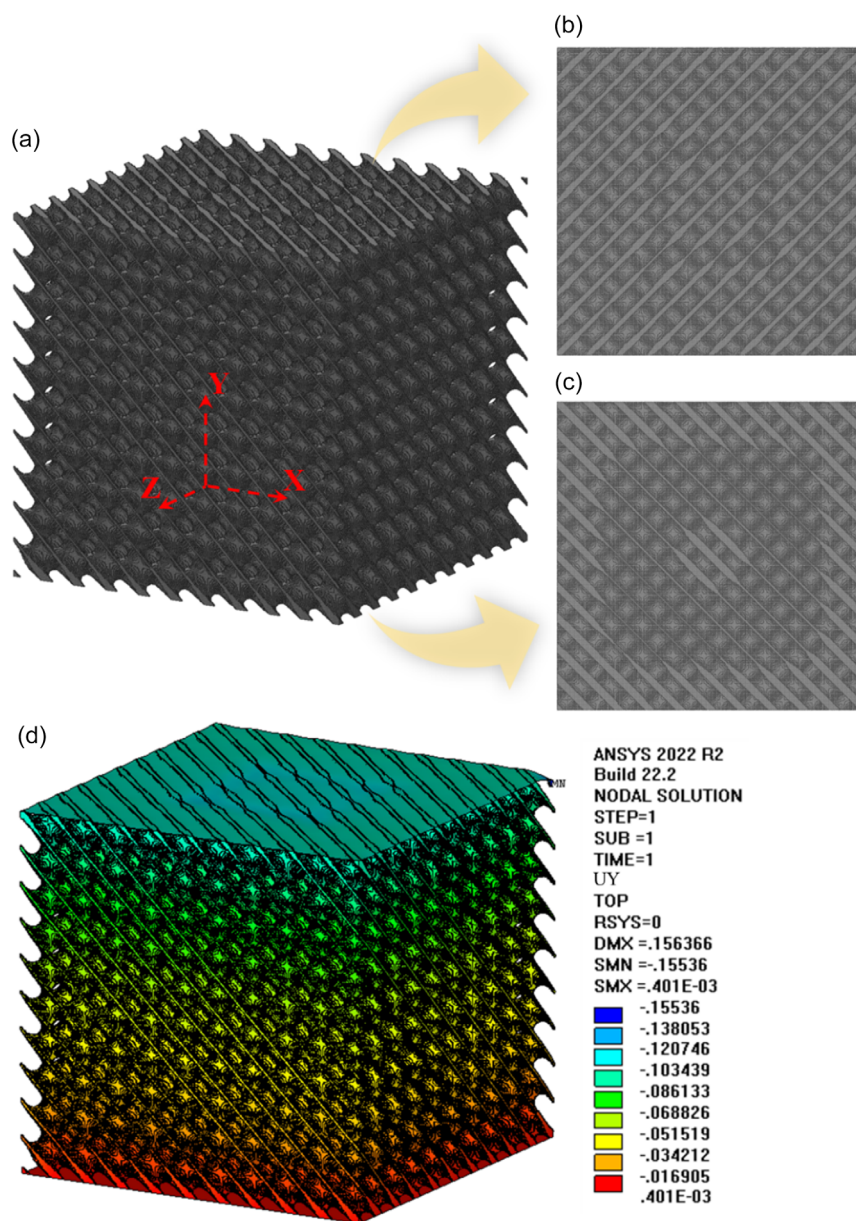 (b)
(a)
Y
Z
X
(c)
(d)
MN
ANSYS 2022 R2
Build 22.2
NODAL SOLUTION
STEP=1
SUB =1
TIME=1
UY
TOP
RSYS=0
DMX =.156366
SMN =-.15536
SMX =.401E-03
-.15536
-.138053
-.120746
-.103439
-.086133
-.068826
-.051519
-.034212
-.016905
.401E-03